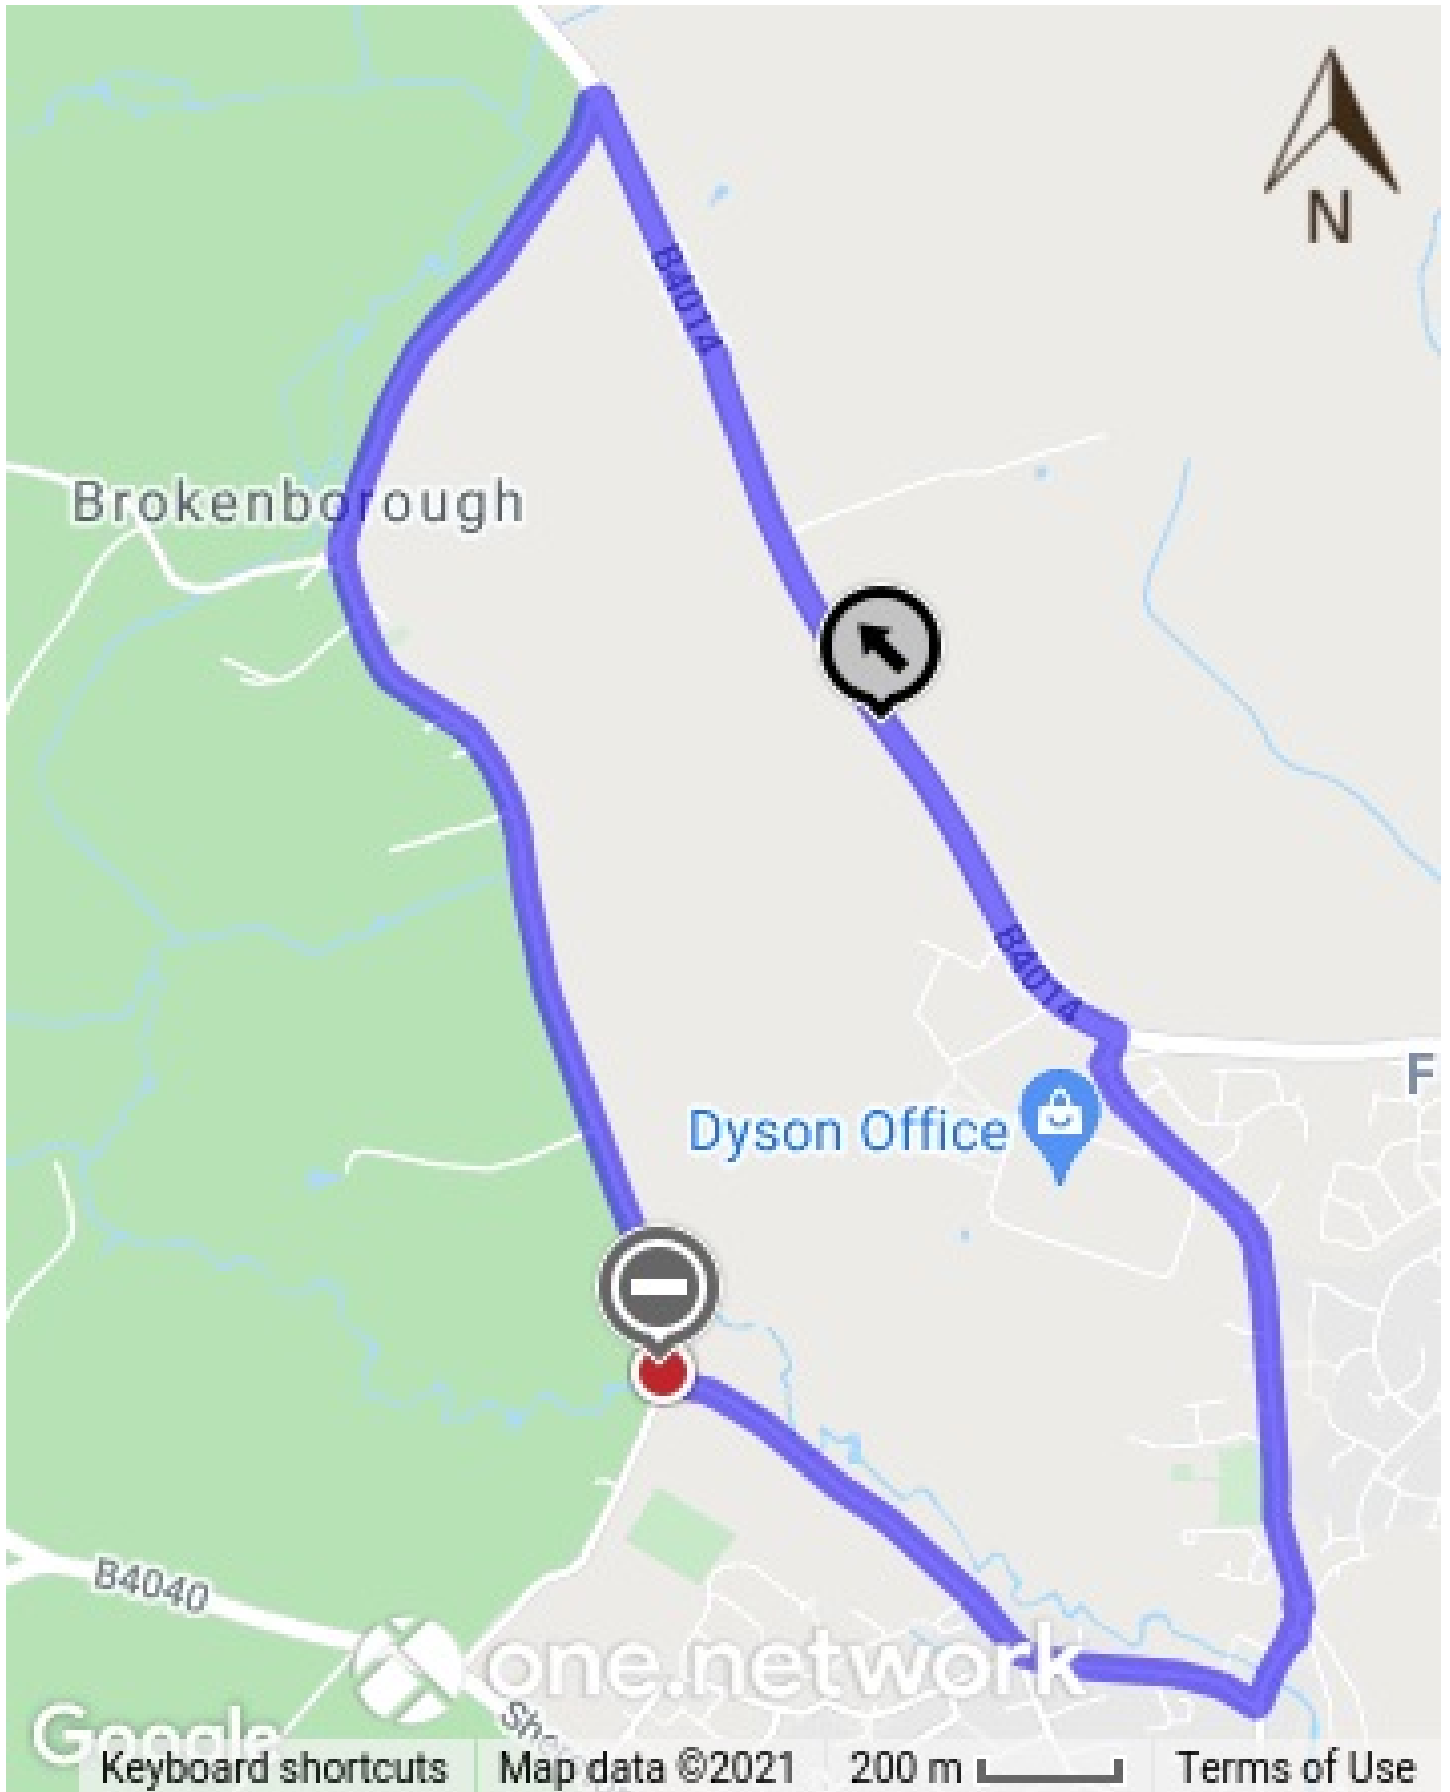 N
B4014
Brokenborough
B4014
F
Dyson Office
B4040
one.network
Google
Keyboard shortcuts
Map data ©2021
200 m
Terms of Use